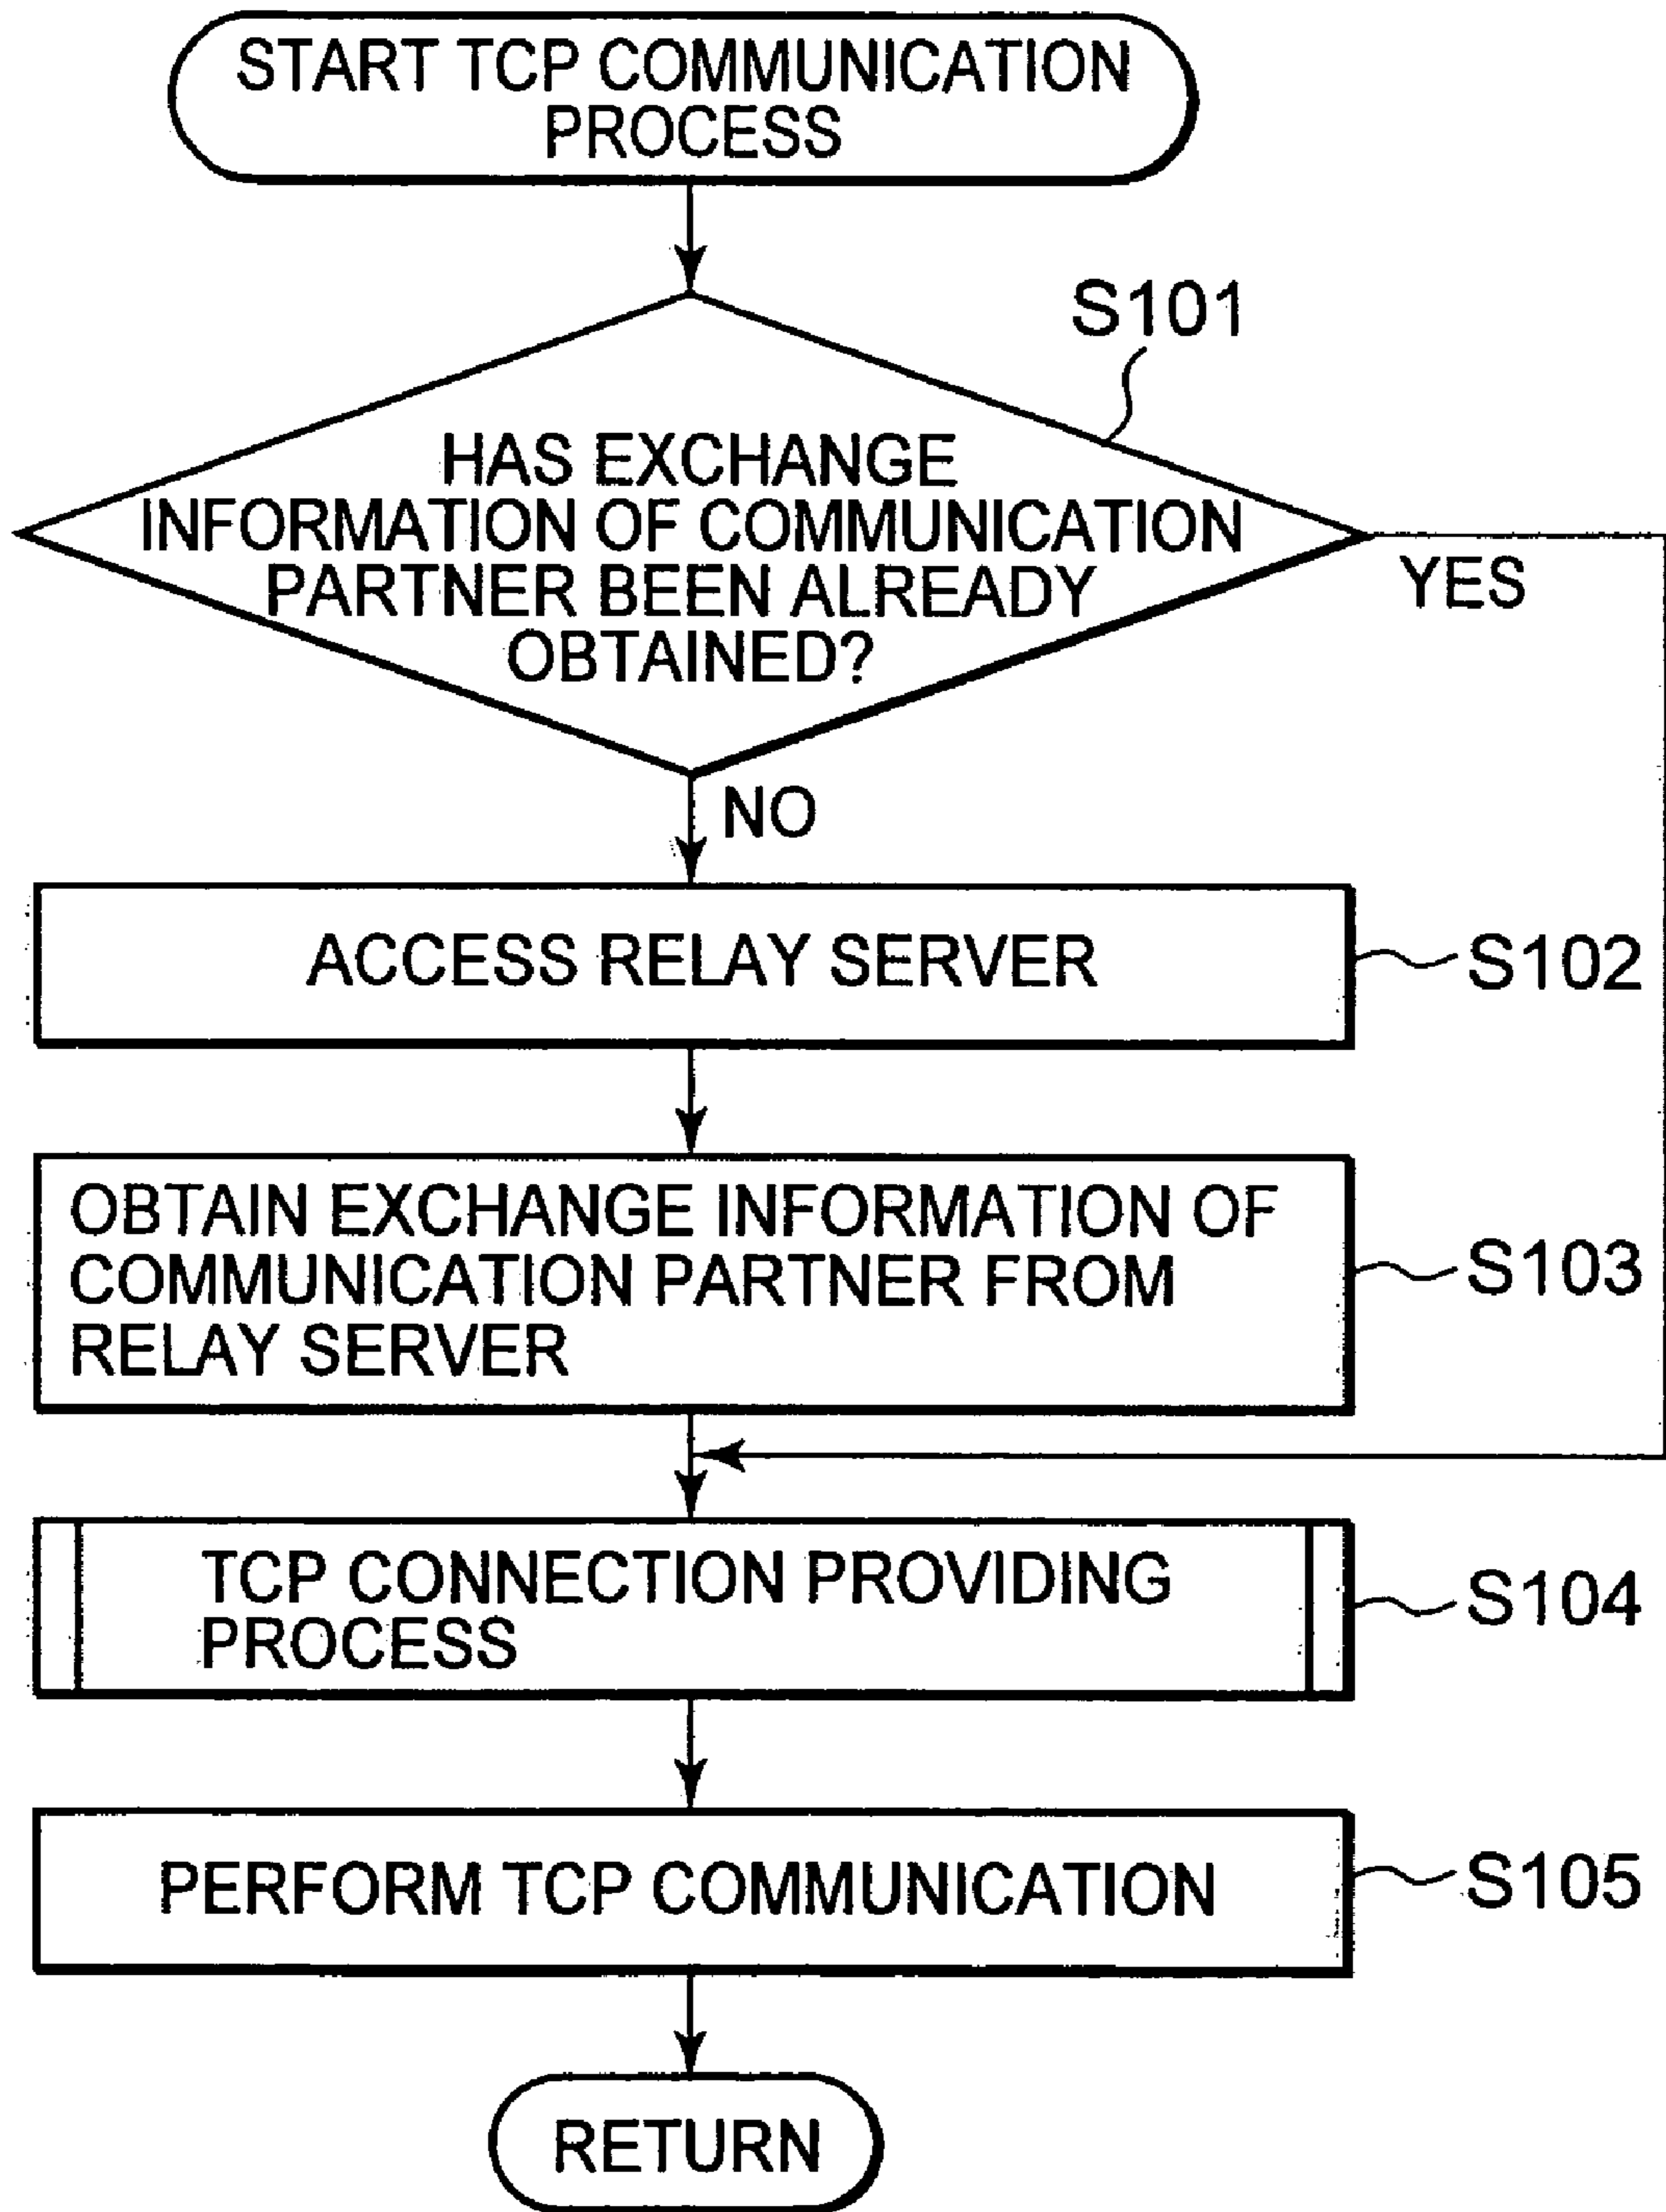 START TCP COMMUNICATION
PROCESS
S101
HAS EXCHANGE
INFORMATION OF COMMUNICATION
PARTNER BEEN ALREADY
OBTAINED?
YES
NO
ACCESS RELAY SERVER
S102
OBTAIN EXCHANGE INFORMATION OF
COMMUNICATION PARTNER FROM
RELAY SERVER
S103
TCP CONNECTION PROVIDING
PROCESS
S104
PERFORM TCP COMMUNICATION
S105
RETURN